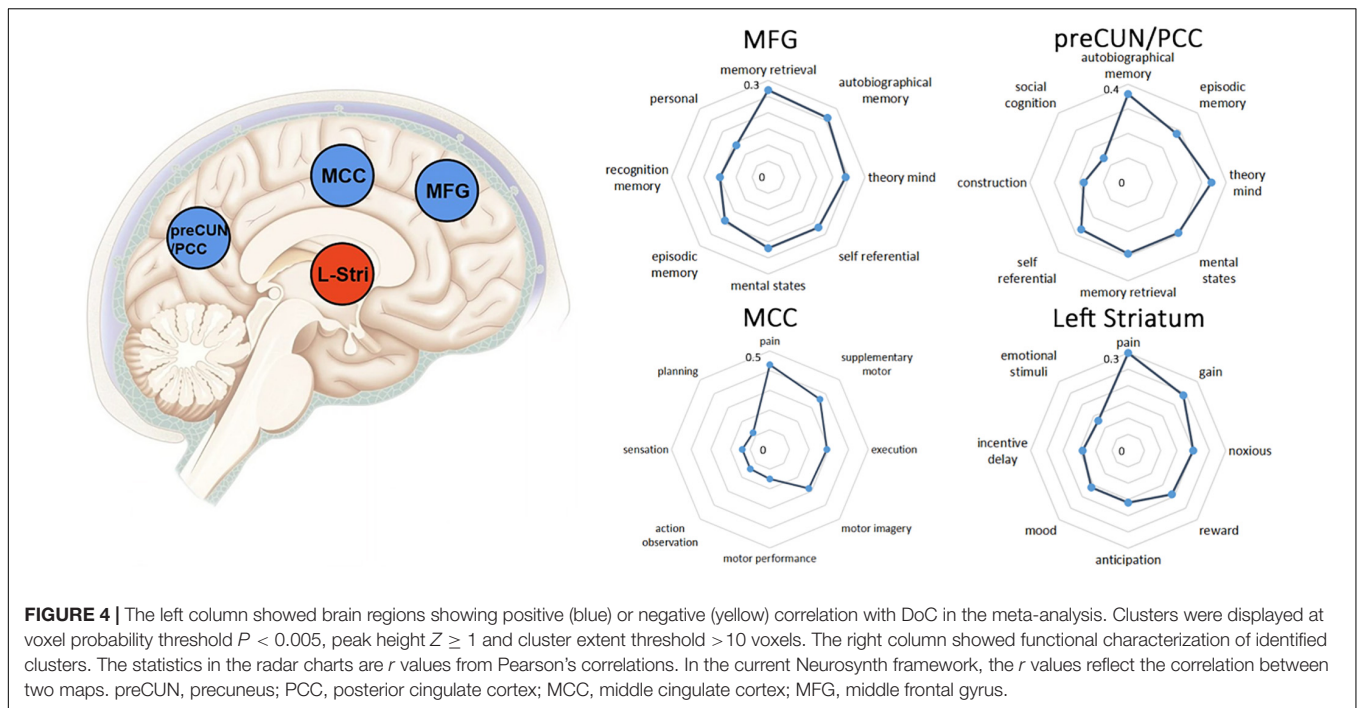 preCUN
/PCC
MCC
MFG
L-Stri
MFG
memory retrieval
0.3
autobiographical
memory
personal
recognition
memory
0
theory mind
episodic
memory
self referential
mental states
preCUN/PCC
autobiographical
memory
0.4
social
cognition
episodic
memory
construction
0
theory
mind
self
referential
mental
states
memory retrieval
MCC
pain
0.5
planning
supplementary
motor
sensation
0
execution
action
observation
motor imagery
motor performance
Left Striatum
pain
0.3
emotional
stimuli
gain
incentive
delay
0
noxious
mood
reward
anticipation
FIGURE 4 | The left column showed brain regions showing positive (blue) or negative (yellow) correlation with DoC in the meta-analysis. Clusters were displayed at
voxel probability threshold P < 0.005, peak height Z ≥ 1 and cluster extent threshold >10 voxels. The right column showed functional characterization of identified
clusters. The statistics in the radar charts are r values from Pearson's correlations. In the current Neurosynth framework, the r values reflect the correlation between
two maps. preCUN, precuneus; PCC, posterior cingulate cortex; MCC, middle cingulate cortex; MFG, middle frontal gyrus.